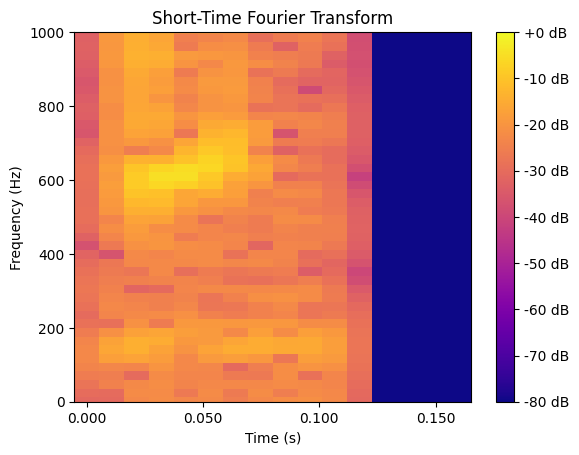 Short-Time Fourier Transform
1000
800
600
400
200
0
Frequency (Hz)
0.000
0.050
0.100
0.150
Time (s)
+0 dB
-10 dB
-20 dB
-30 dB
-40 dB
-50 dB
-60 dB
-70 dB
-80 dB